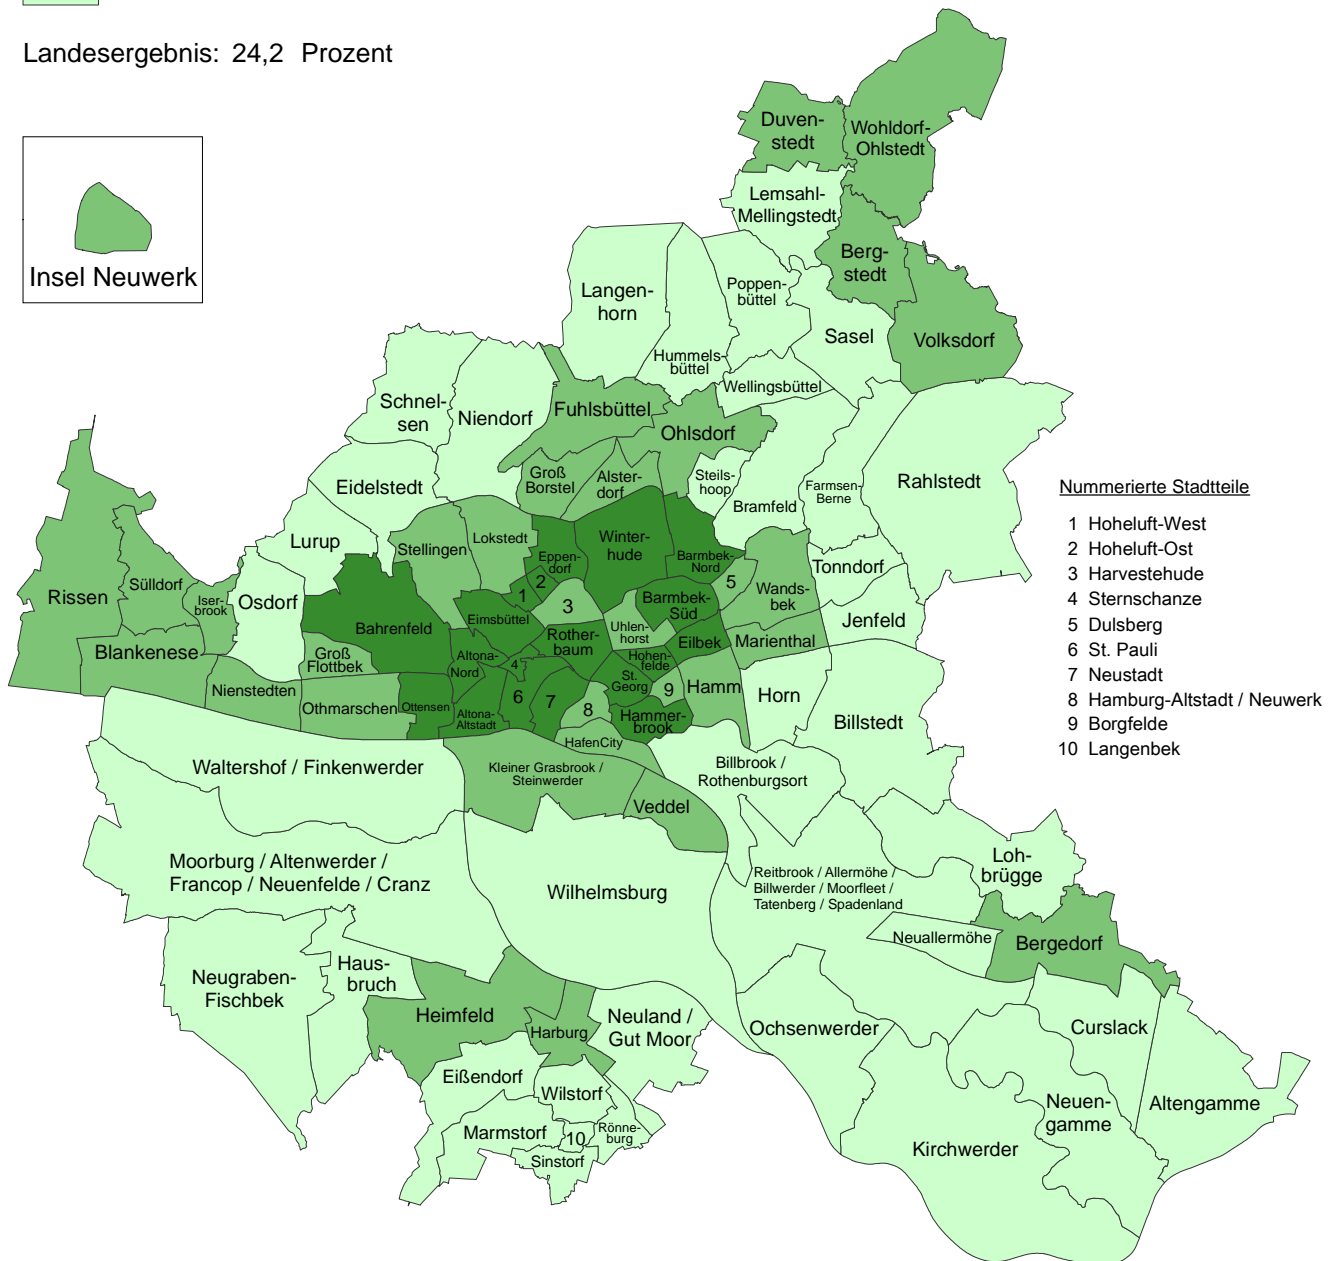 Landesergebnis: 24,2 Prozent
Insel Neuwerk
Duven-
stedt
Wohldorf-
Ohlstedt
Lemsahl-
Mellingstedt
Berg-
stedt
Volksdorf
Langen-
horn
Poppen-
büttel
Sasel
Hummels-
büttel
Wellingsbüttel
Schnel-
sen
Niendorf
Fuhlsbüttel
Ohlsdorf
Groß
Borstel
Alster-
dorf
Steils-
hoop
Bramfeld
Farmsen-
Berne
Rahlstedt
Eidelstedt
Lurup
Stellingen
Lokstedt
Eppen-
dorf
Winter-
hude
Barmbek-
Nord
Tonndorf
Wands-
bek
Jenfeld
Rissen
Sülldorf
Iser-
brook
Osdorf
Bahrenfeld
Eimsbüttel
1
2
3
5
Barmbek-
Süd
Uhlen-
horst
Rother-
baum
Eilbek
Marienthal
Blankenese
Groß
Flottbek
Altona-
Nord
4
Hohen-
felde
St.
Georg
9
Hamm
Horn
Billstedt
Nienstedten
Othmarschen
Ottensen
Altona-
Altstadt
6
7
8
Hammer-
brook
HafenCity
Nummerierte Stadtteile
1 Hoheluft-West
2 Hoheluft-Ost
3 Harvestehude
4 Sternschanze
5 Dulsberg
6 St. Pauli
7 Neustadt
8 Hamburg-Altstadt / Neuwerk
9 Borgfelde
10 Langenbek
Waltershof / Finkenwerder
Kleiner Grasbrook /
Steinwerder
Veddel
Billbrook /
Rothenburgsort
Moorburg / Altenwerder /
Francop / Neuenfelde / Cranz
Wilhelmsburg
Reitbrook / Allermöhe /
Billwerder / Moorfleet /
Tatenberg / Spadenland
Loh-
brügge
Neuallermöhe
Bergedorf
Neugraben-
Fischbek
Haus-
bruch
Heimfeld
Harburg
Neuland /
Gut Moor
Ochsenwerder
Curslack
Eißendorf
Wilstorf
Marmstorf
10
Rönne-
burg
Sinstorf
Kirchwerder
Neuen-
gamme
Altengamme